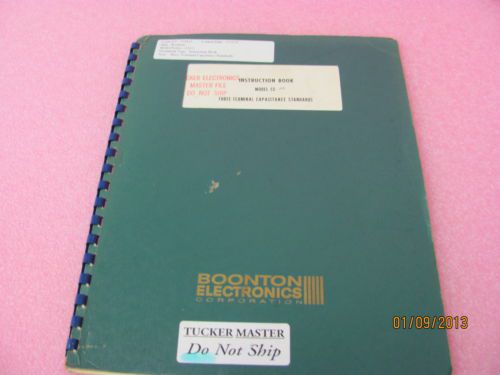 INSTRUCTION BOOK
KER ELECTRONICS
MASTER FILE
DO NOT SHIP
MODEL
THREE-TERMINAL CAPACITANCE STANDARDS
BOONTON
ELECTRONICS
CORPORATION
TUCKER MASTER
Do Not Ship
01/09/2013